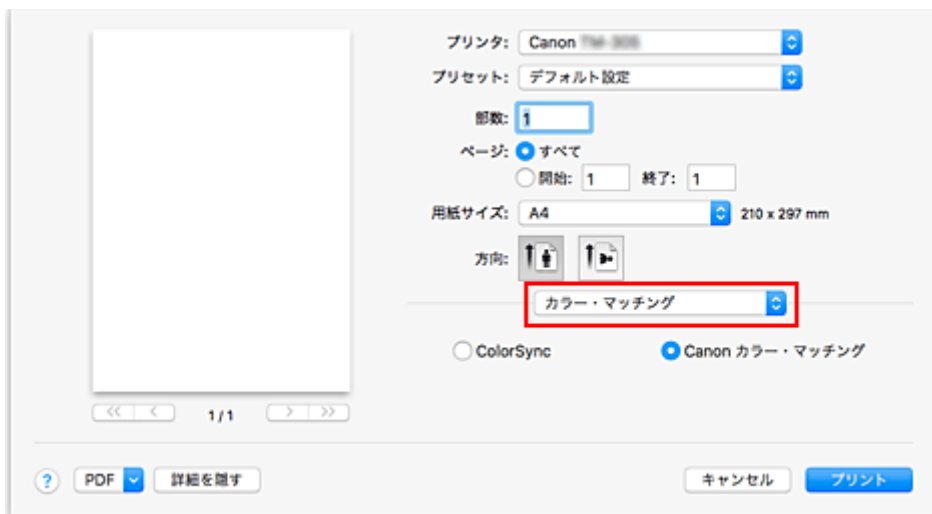 プリンタ: Canon
プリセット: デフォルト設定
部数: 1
ページ: すべて
開始: 1 終了: 1
用紙サイズ: A4 210 x 297 mm
方向:
カラー・マッチング
ColorSync Canon カラー・マッチング
<< < 1 / 1 > >>
? PDF 詳細を隠す キャンセル プリント